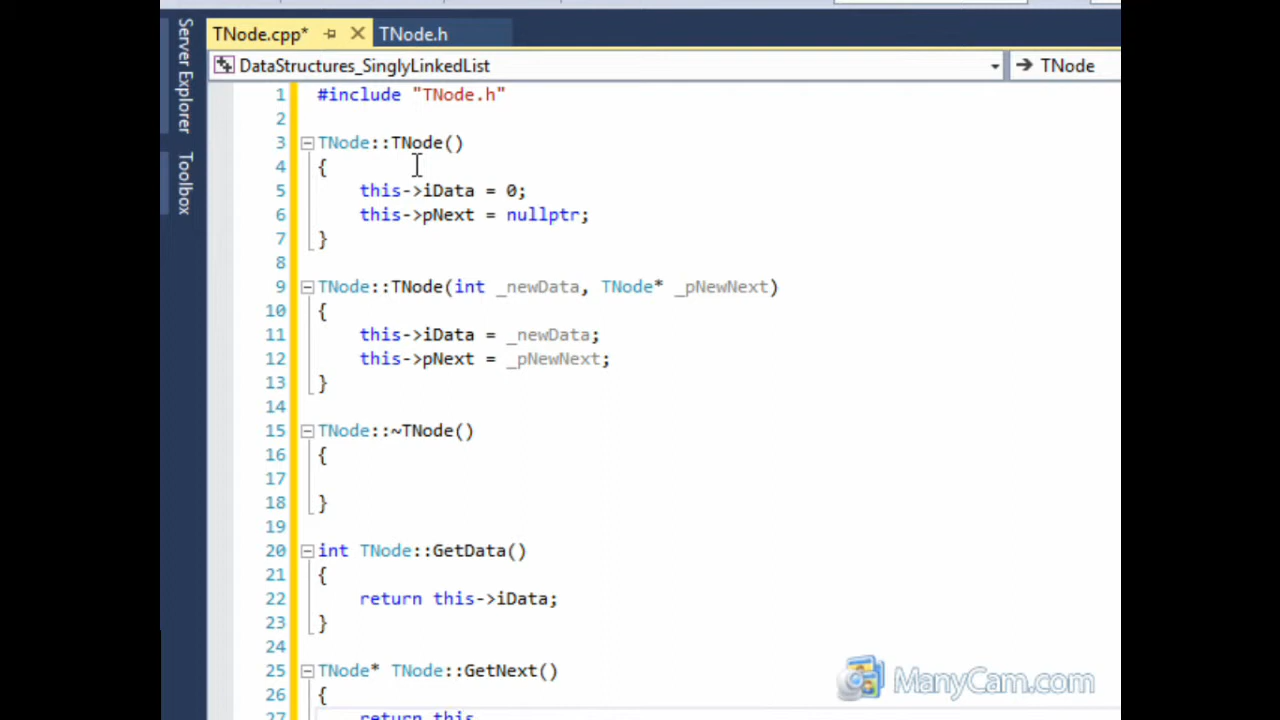 TNode.cpp*
TNode.h
Server Explorer
Toolbox
DataStructures_SinglyLinkedList
TNode
1 #include "TNode.h"
2
3 TNode::TNode()
4 {
5 this->iData = 0;
6 this->pNext = nullptr;
7 }
8
9 TNode::TNode(int _newData, TNode* _pNewNext)
10 {
11 this->iData = _newData;
12 this->pNext = _pNewNext;
13 }
14
15 TNode::~TNode()
16 {
17
18 }
19
20 int TNode::GetData()
21 {
22 return this->iData;
23 }
24
25 TNode* TNode::GetNext()
26 {
27 return this
ManyCam.com